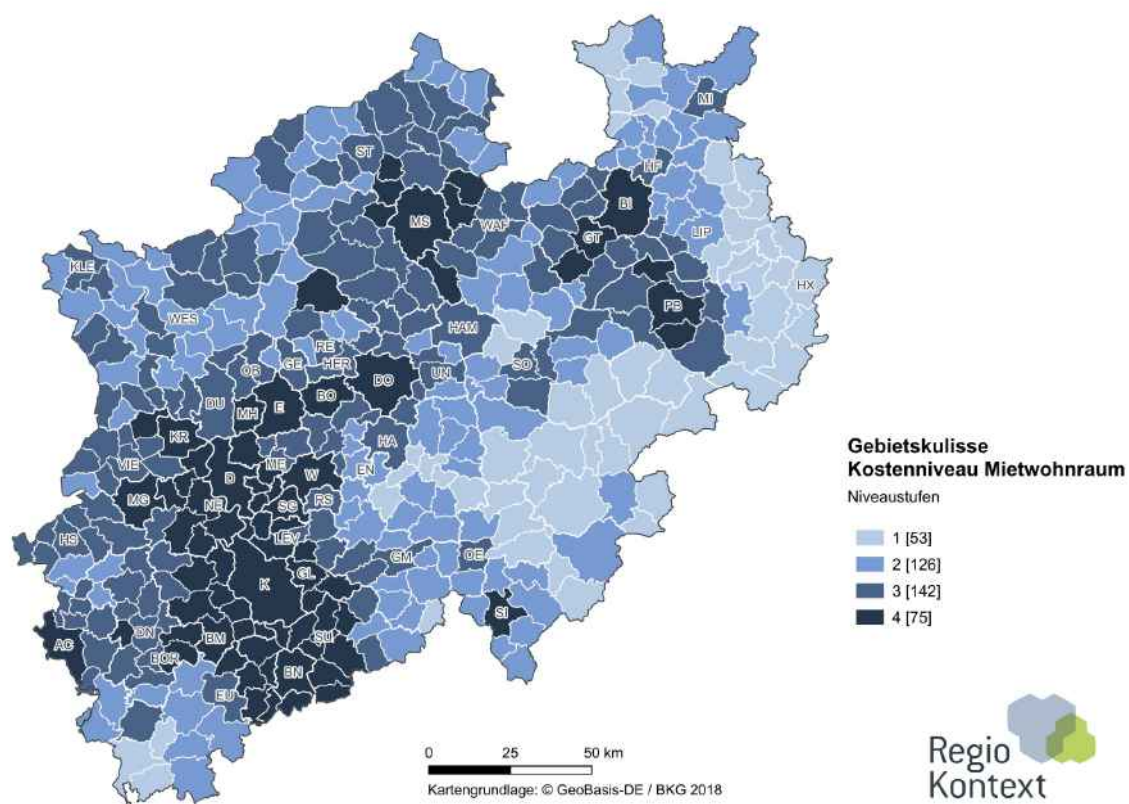 MI
ST
HF
BI
MS
WAF
GT
LIP
KLE
HX
PB
WES
HAM
RE
SO
OB
GE
HER
UN
DO
DU
BO
MH
E
KR
HA
VIE
ME
EN
W
D
MG
NE
SG
RS
HS
LEV
GM
OE
GL
K
SI
AC
DN
BM
SU
BOR
BN
EU
Gebietskulisse
Kostenniveau Mietwohnraum
Niveaustufen
1 [53]
2 [126]
3 [142]
4 [75]
0 25 50 km
Kartengrundlage: © GeoBasis-DE / BKG 2018
Regio
Kontext